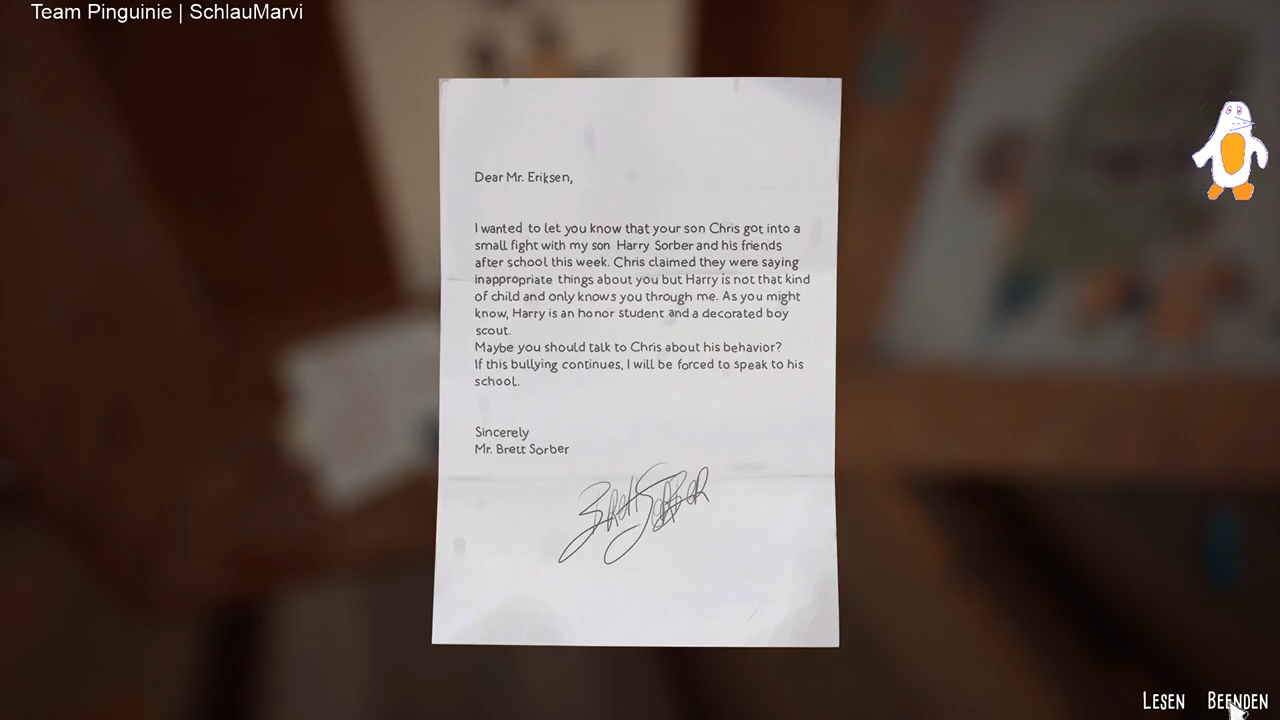 Team Pinguinie | SchlauMarvi
Dear Mr. Eriksen,
I wanted to let you know that your son Chris got into a
small fight with my son Harry Sorber and his friends
after school this week. Chris claimed they were saying
inappropriate things about you but Harry is not that kind
of child and only knows you through me. As you might
know, Harry is an honor student and a decorated boy
scout.
Maybe you should talk to Chris about his behavior?
If this bullying continues, I will be forced to speak to his
school.
Sincerely
Mr. Brett Sorber
Brett Sorber
LESEN BEENDEN